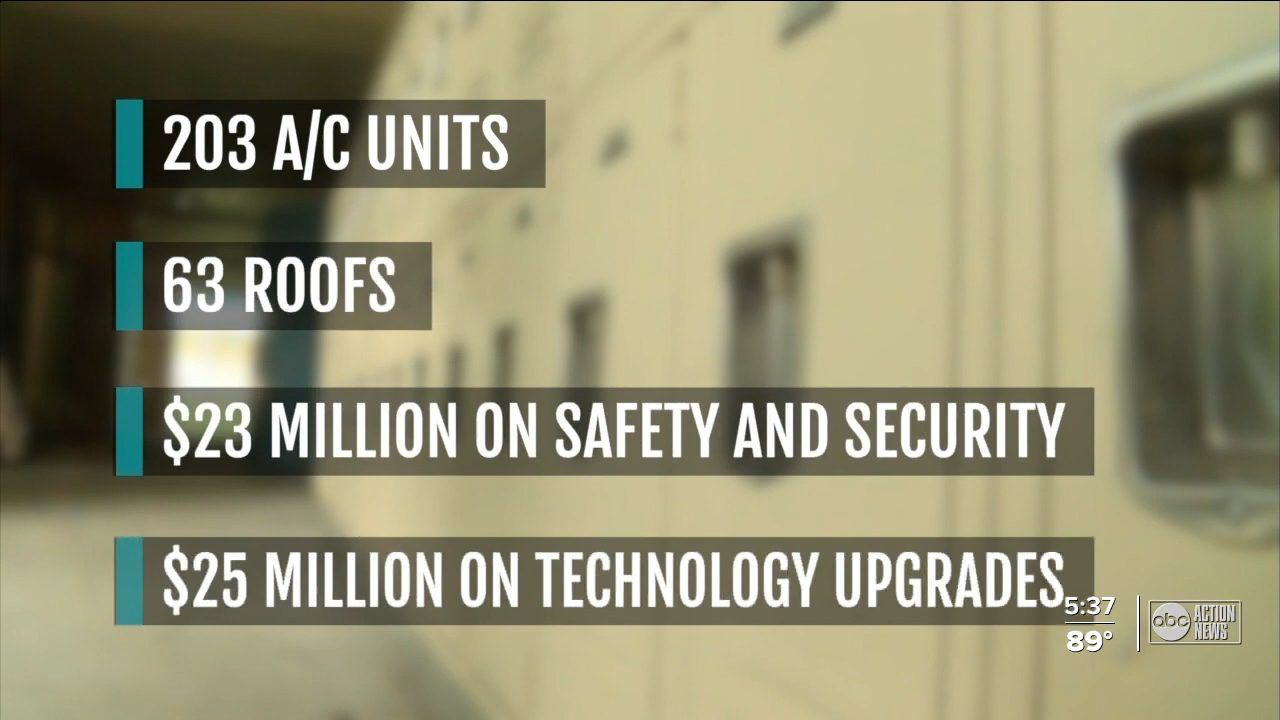 203 A/C UNITS
63 ROOFS
$23 MILLION ON SAFETY AND SECURITY
$25 MILLION ON TECHNOLOGY UPGRADES
5:37
89°
abc ACTION
NEWS